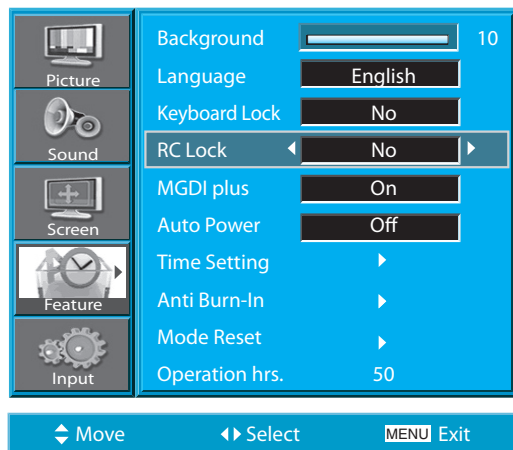 Picture
Sound
Screen
Feature
Input
Background 10
Language English
Keyboard Lock No
RC Lock No
MGDI plus On
Auto Power Off
Time Setting
Anti Burn-In
Mode Reset
Operation hrs. 50
Move Select MENU Exit